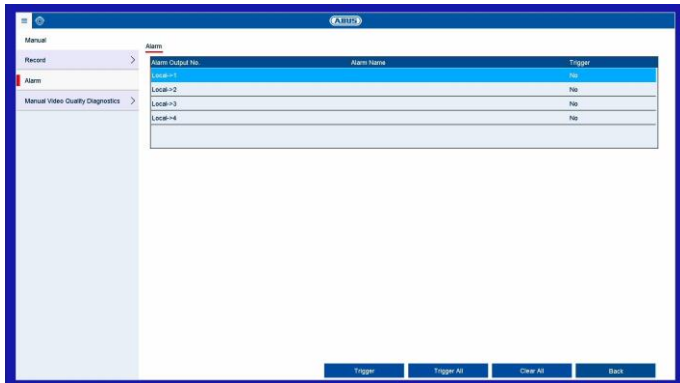 ABUS
Manual
Record
Alarm
Manual Video Quality Diagnostics
Alarm
Alarm Output No. Alarm Name Trigger
Local->1 No
Local->2 No
Local->3 No
Local->4 No
Trigger Trigger All Clear All Back